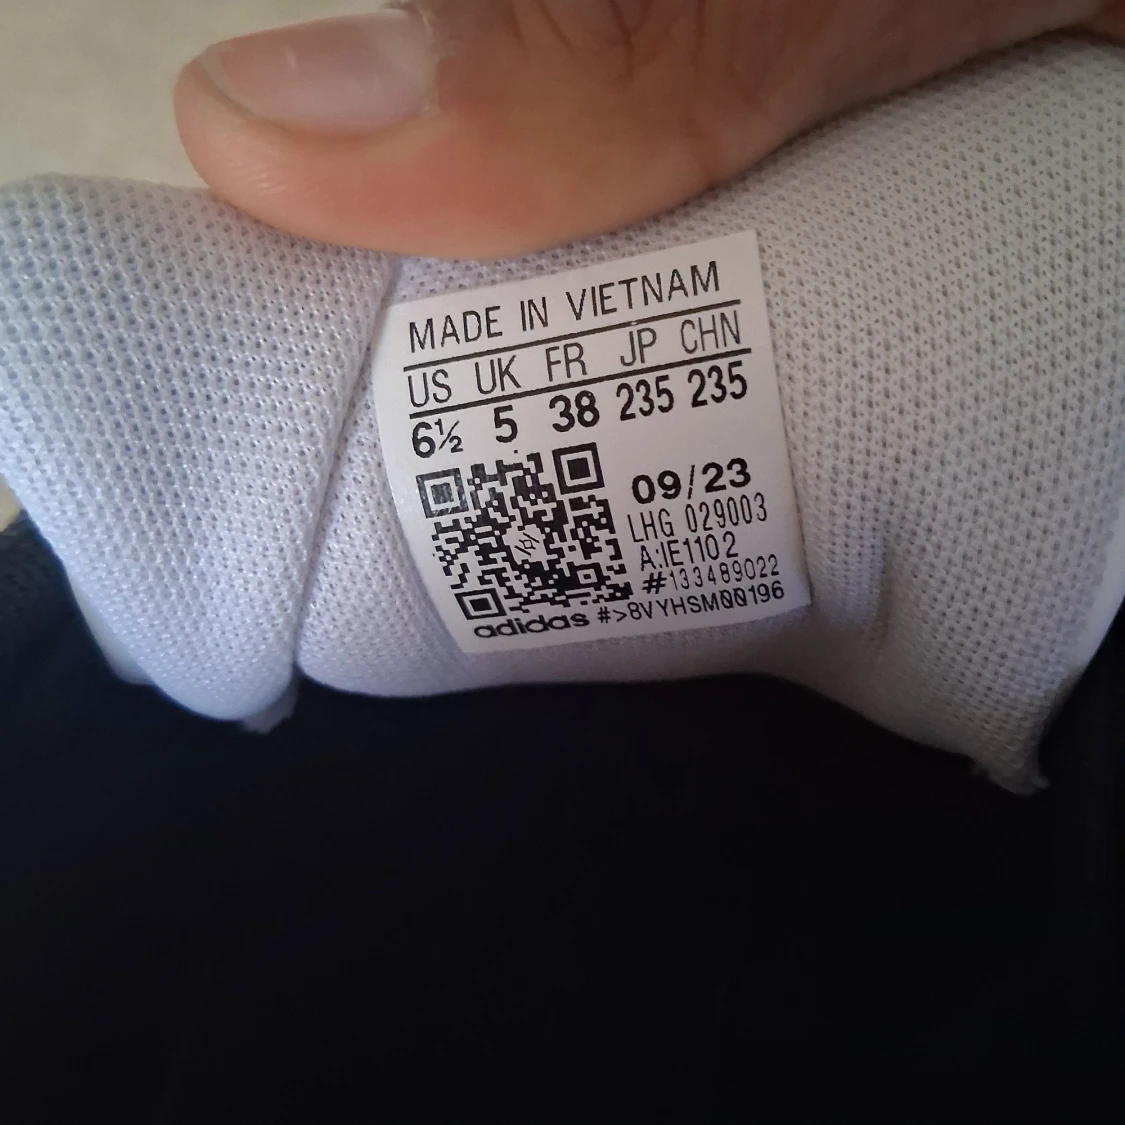 MADE IN VIETNAM
US UK FR JP CHN
6½ 5 38 235 235
09/23
LHG 029003
A:IE1102
#133489022
adidas #>8VYHSM00196